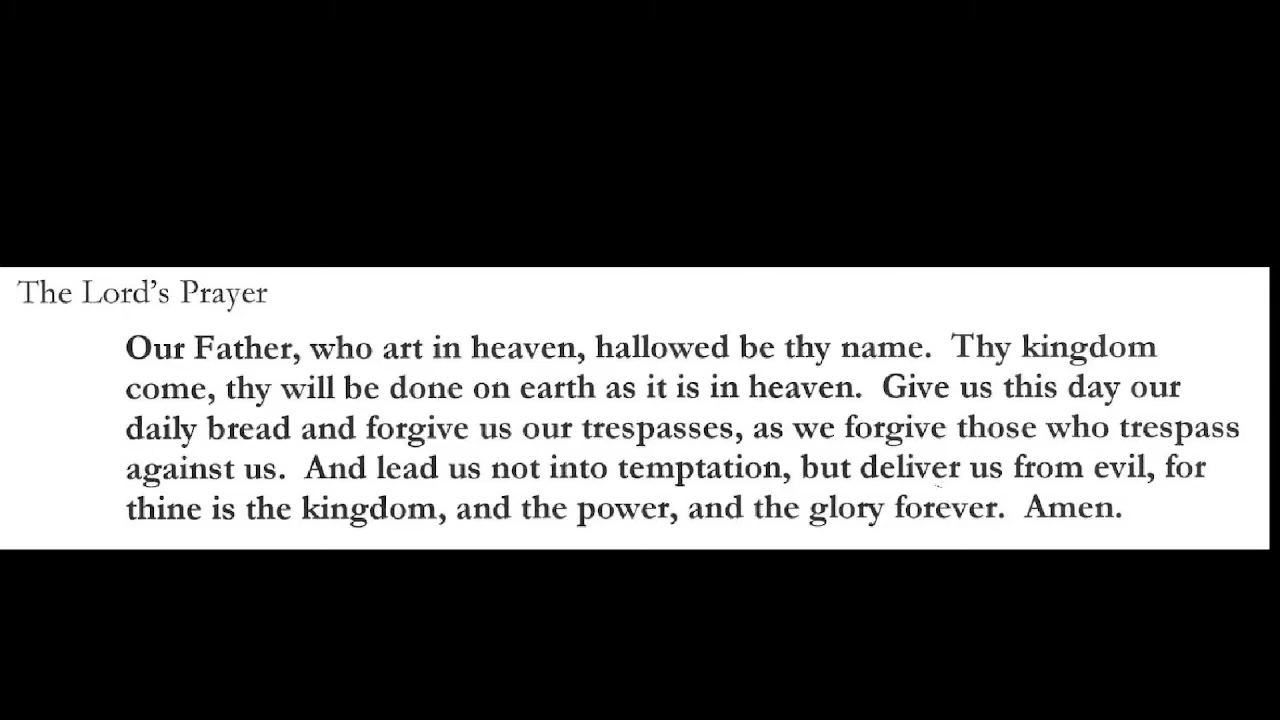 The Lord's Prayer
Our Father, who art in heaven, hallowed be thy name. Thy kingdom
come, thy will be done on earth as it is in heaven. Give us this day our
daily bread and forgive us our trespasses, as we forgive those who trespass
against us. And lead us not into temptation, but deliver us from evil, for
thine is the kingdom, and the power, and the glory forever. Amen.